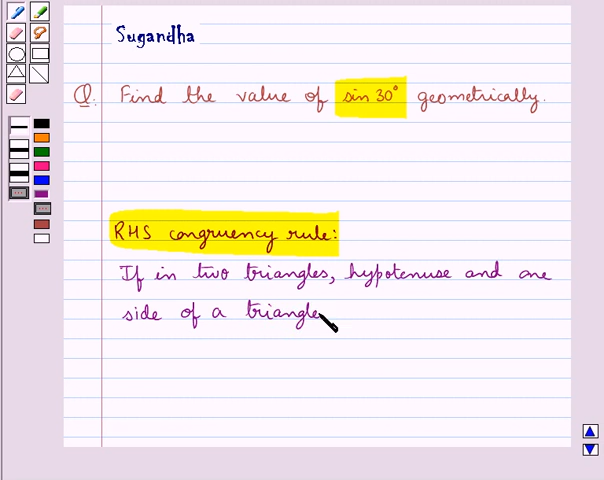 Sugandha
Q. Find the value of sin 30° geometrically.
RHS congruency rule:
If in two triangles, hypotenuse and one
side of a triangle